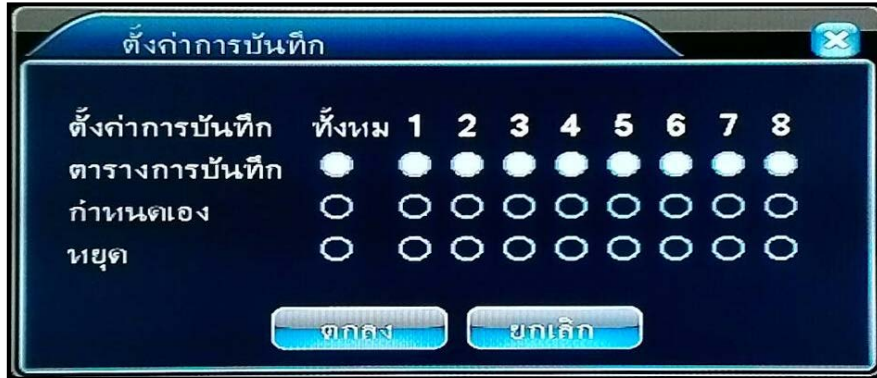 ตั้งค่าการบันทึก
ตั้งค่าการบันทึก ทั้งหม 1 2 3 4 5 6 7 8
ตารางการบันทึก
กำหนดเอง
หยุด
ตกลง ยกเลิก